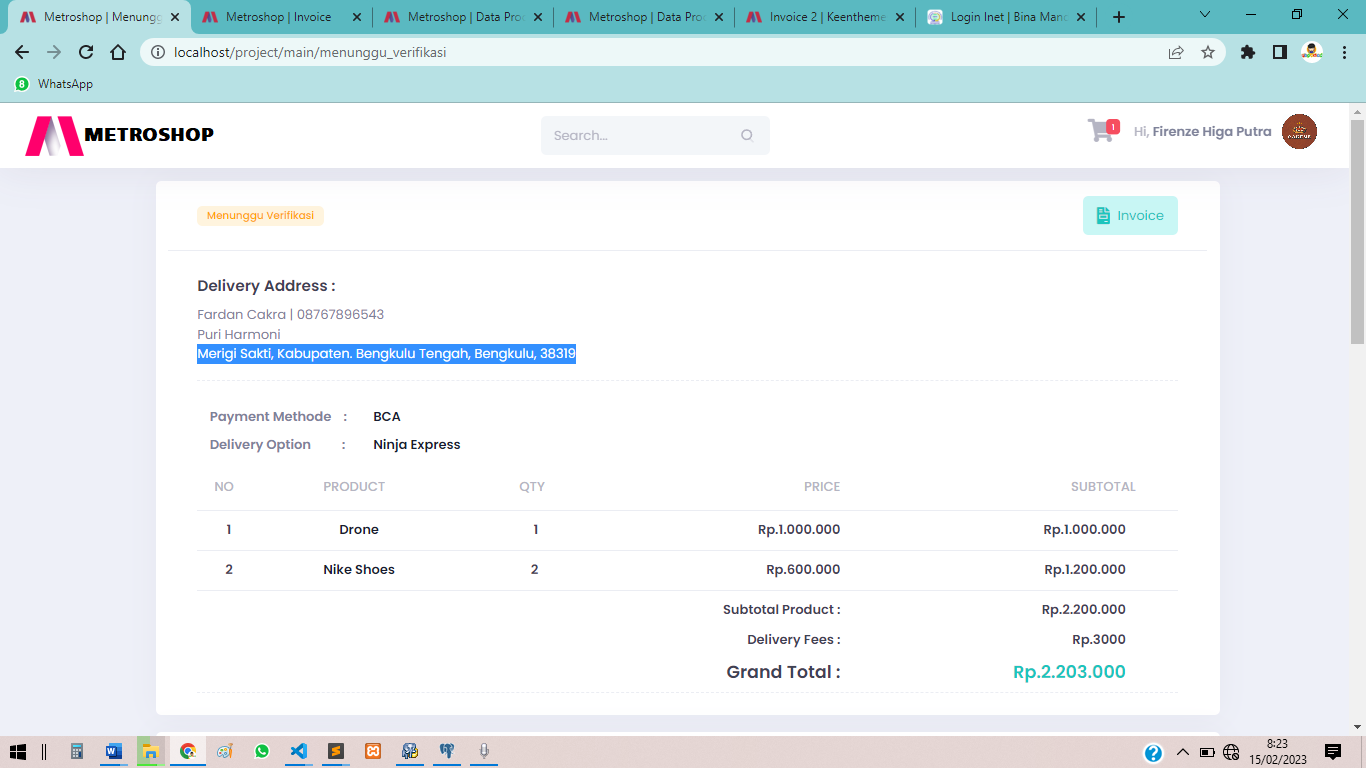 Metroshop | Menungg
Metroshop | Invoice
Metroshop | Data Prod
Metroshop | Data Prod
Invoice 2 | Keentheme
Login Inet | Bina Mand
localhost/project/main/menunggu_verifikasi
8 WhatsApp
METROSHOP
Search...
1
Hi, Firenze Higa Putra
Menunggu Verifikasi
Invoice
Delivery Address :
Fardan Cakra | 08767896543
Puri Harmoni
Merigi Sakti, Kabupaten. Bengkulu Tengah, Bengkulu, 38319
Payment Methode : BCA
Delivery Option : Ninja Express
NO PRODUCT QTY PRICE SUBTOTAL
1 Drone 1 Rp.1.000.000 Rp.1.000.000
2 Nike Shoes 2 Rp.600.000 Rp.1.200.000
Subtotal Product : Rp.2.200.000
Delivery Fees : Rp.3000
Grand Total : Rp.2.203.000
8:23
15/02/2023